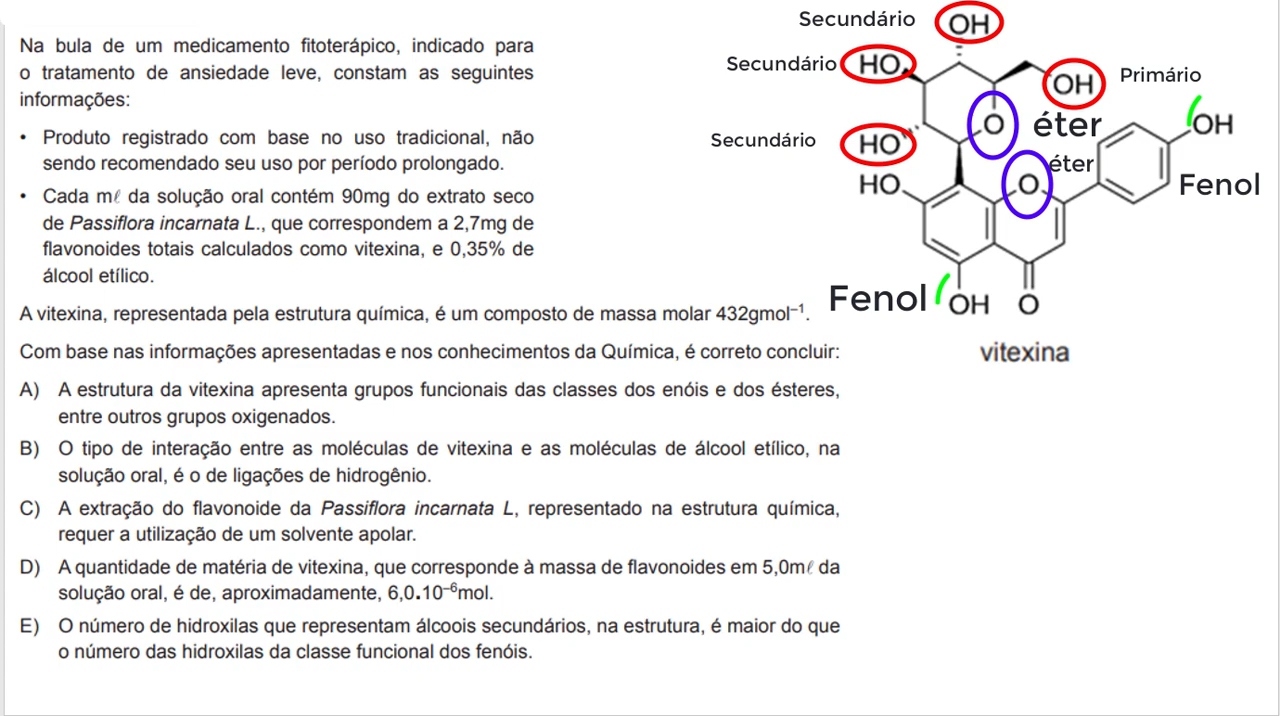 Na bula de um medicamento fitoterápico, indicado para
o tratamento de ansiedade leve, constam as seguintes
informações:
• Produto registrado com base no uso tradicional, não
sendo recomendado seu uso por período prolongado.
• Cada mℓ da solução oral contém 90mg do extrato seco
de Passiflora incarnata L., que correspondem a 2,7mg de
flavonoides totais calculados como vitexina, e 0,35% de
álcool etílico.
A vitexina, representada pela estrutura química, é um composto de massa molar 432gmol⁻¹.
Com base nas informações apresentadas e nos conhecimentos da Química, é correto concluir:
A) A estrutura da vitexina apresenta grupos funcionais das classes dos enóis e dos ésteres,
entre outros grupos oxigenados.
B) O tipo de interação entre as moléculas de vitexina e as moléculas de álcool etílico, na
solução oral, é o de ligações de hidrogênio.
C) A extração do flavonoide da Passiflora incarnata L, representado na estrutura química,
requer a utilização de um solvente apolar.
D) A quantidade de matéria de vitexina, que corresponde à massa de flavonoides em 5,0mℓ da
solução oral, é de, aproximadamente, 6,0.10⁻⁶mol.
E) O número de hidroxilas que representam álcoois secundários, na estrutura, é maior do que
o número das hidroxilas da classe funcional dos fenóis.
Secundário OH
Secundário HO
OH Primário
O éter
OH
Secundário HO
HO
O éter
Fenol
Fenol
OH O
vitexina